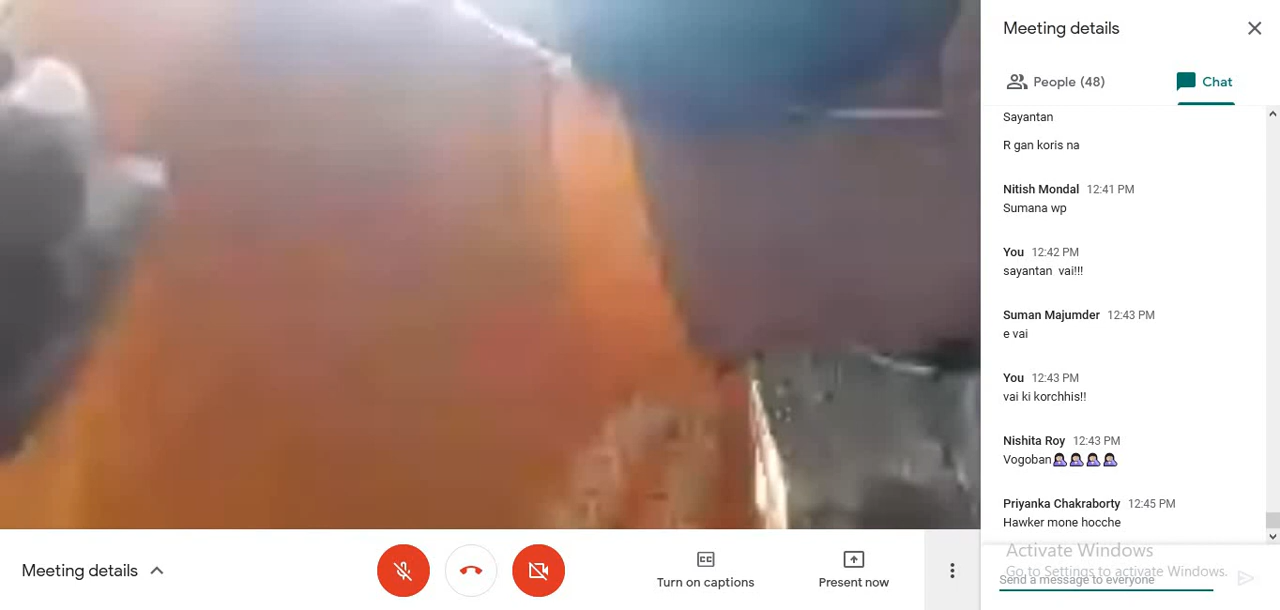 Meeting details
People (48)
Chat
Sayantan
R gan koris na
Nitish Mondal 12:41 PM
Sumana wp
You 12:42 PM
sayantan vai!!!
Suman Majumder 12:43 PM
e vai
You 12:43 PM
vai ki korchhis!!
Nishita Roy 12:43 PM
Vogoban🤦🏻‍♀️🤦🏻‍♀️🤦🏻‍♀️🤦🏻‍♀️
Priyanka Chakraborty 12:45 PM
Hawker mone hocche
Activate Windows
Go to Settings to activate Windows.
Send a message to everyone
Meeting details
Turn on captions
Present now